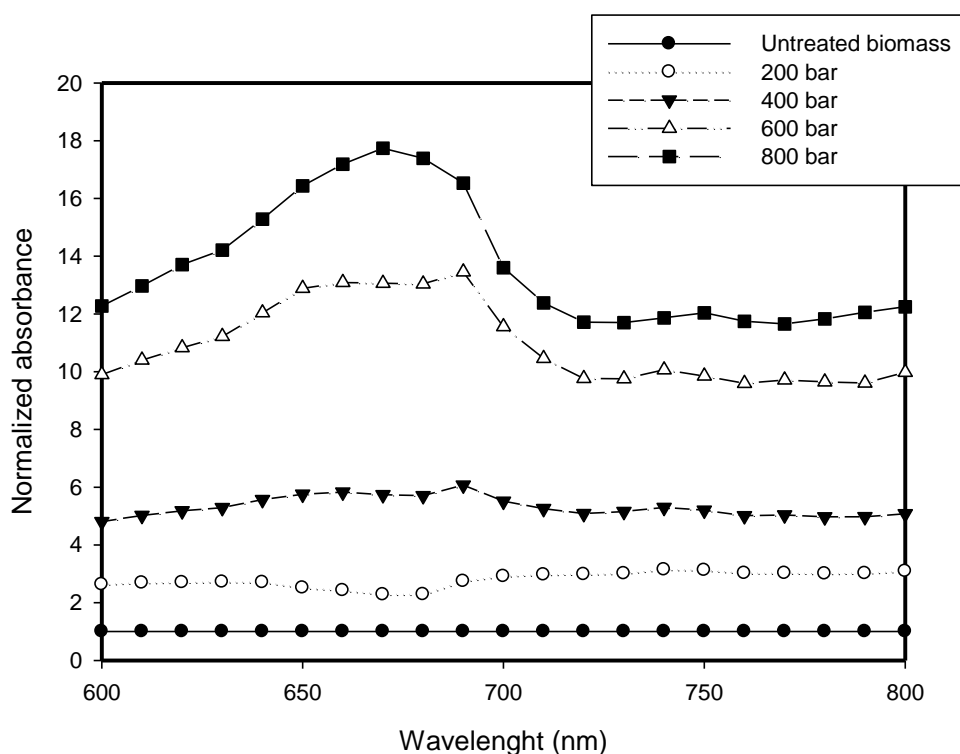 Untreated biomass
200 bar
400 bar
600 bar
800 bar
20
18
16
14
12
10
8
6
4
2
0
Normalized absorbance
600 650 700 750 800
Wavelenght (nm)